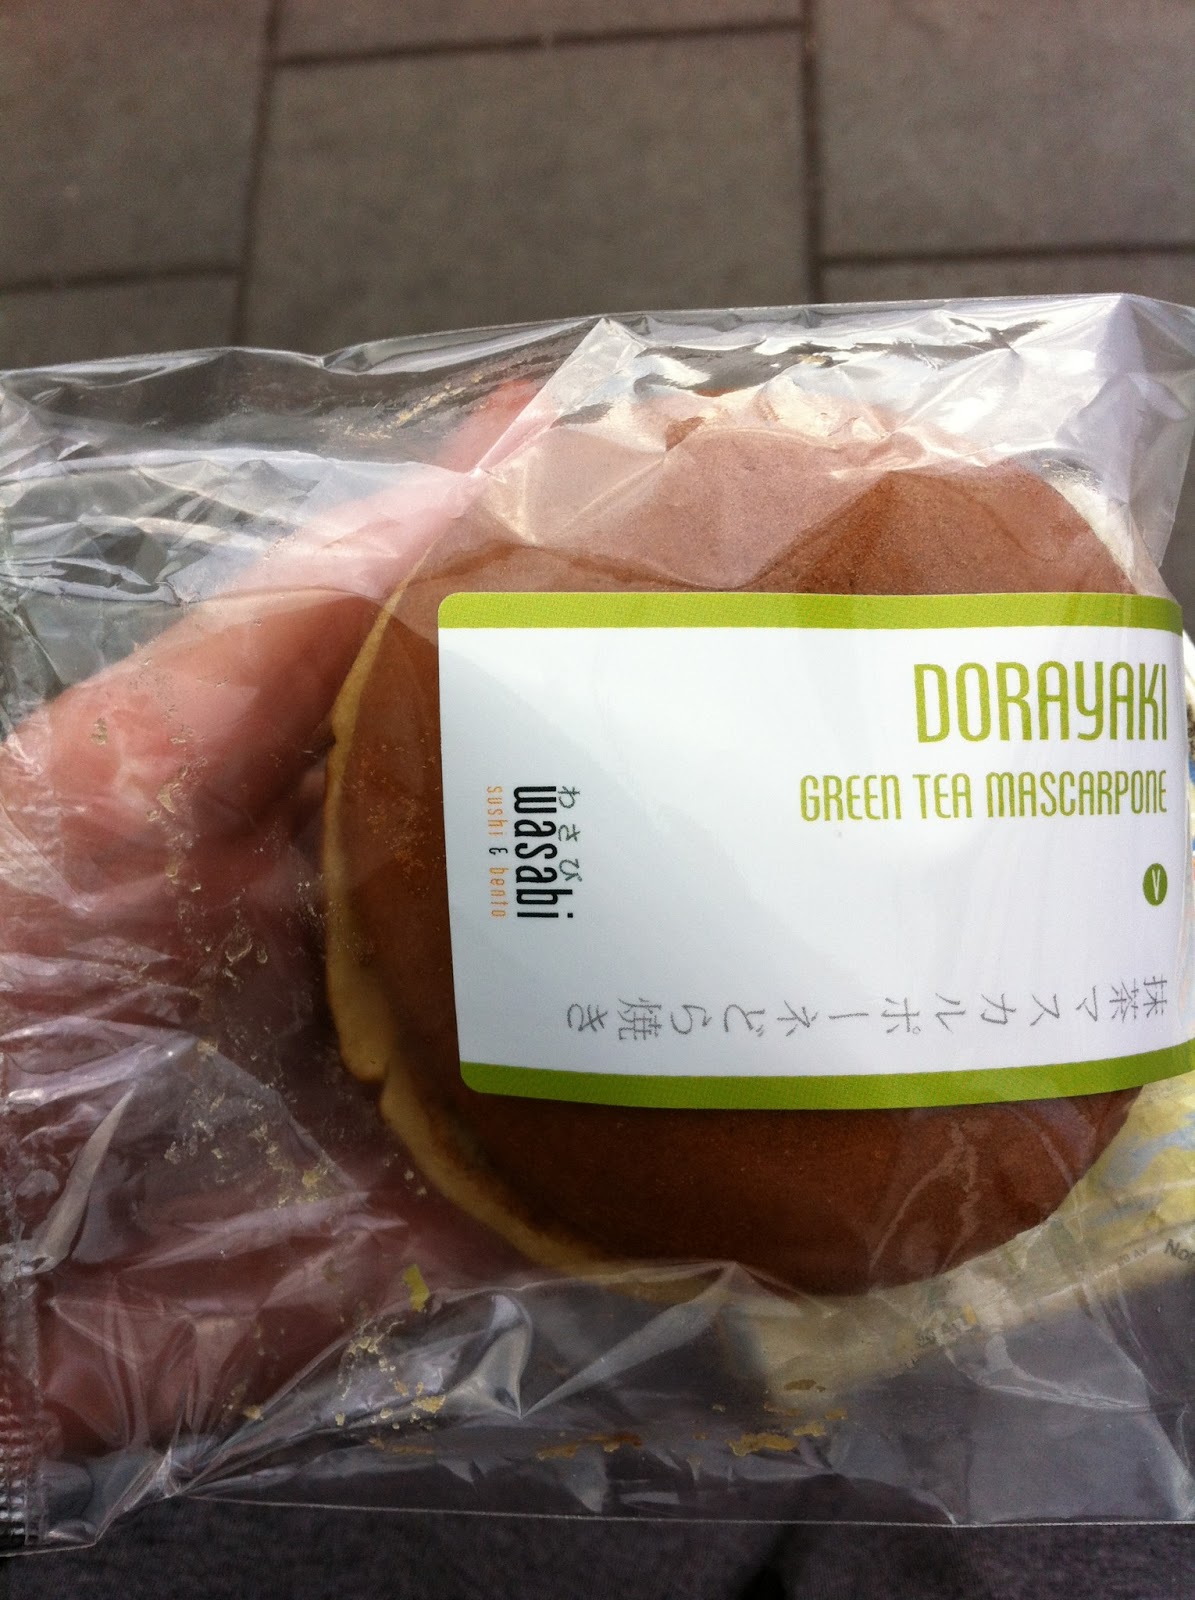 DORAYAKI
GREEN TEA MASCARPONE
V
わさび
wasabi
sushi & bento
抹茶マスカルポーネどら焼き